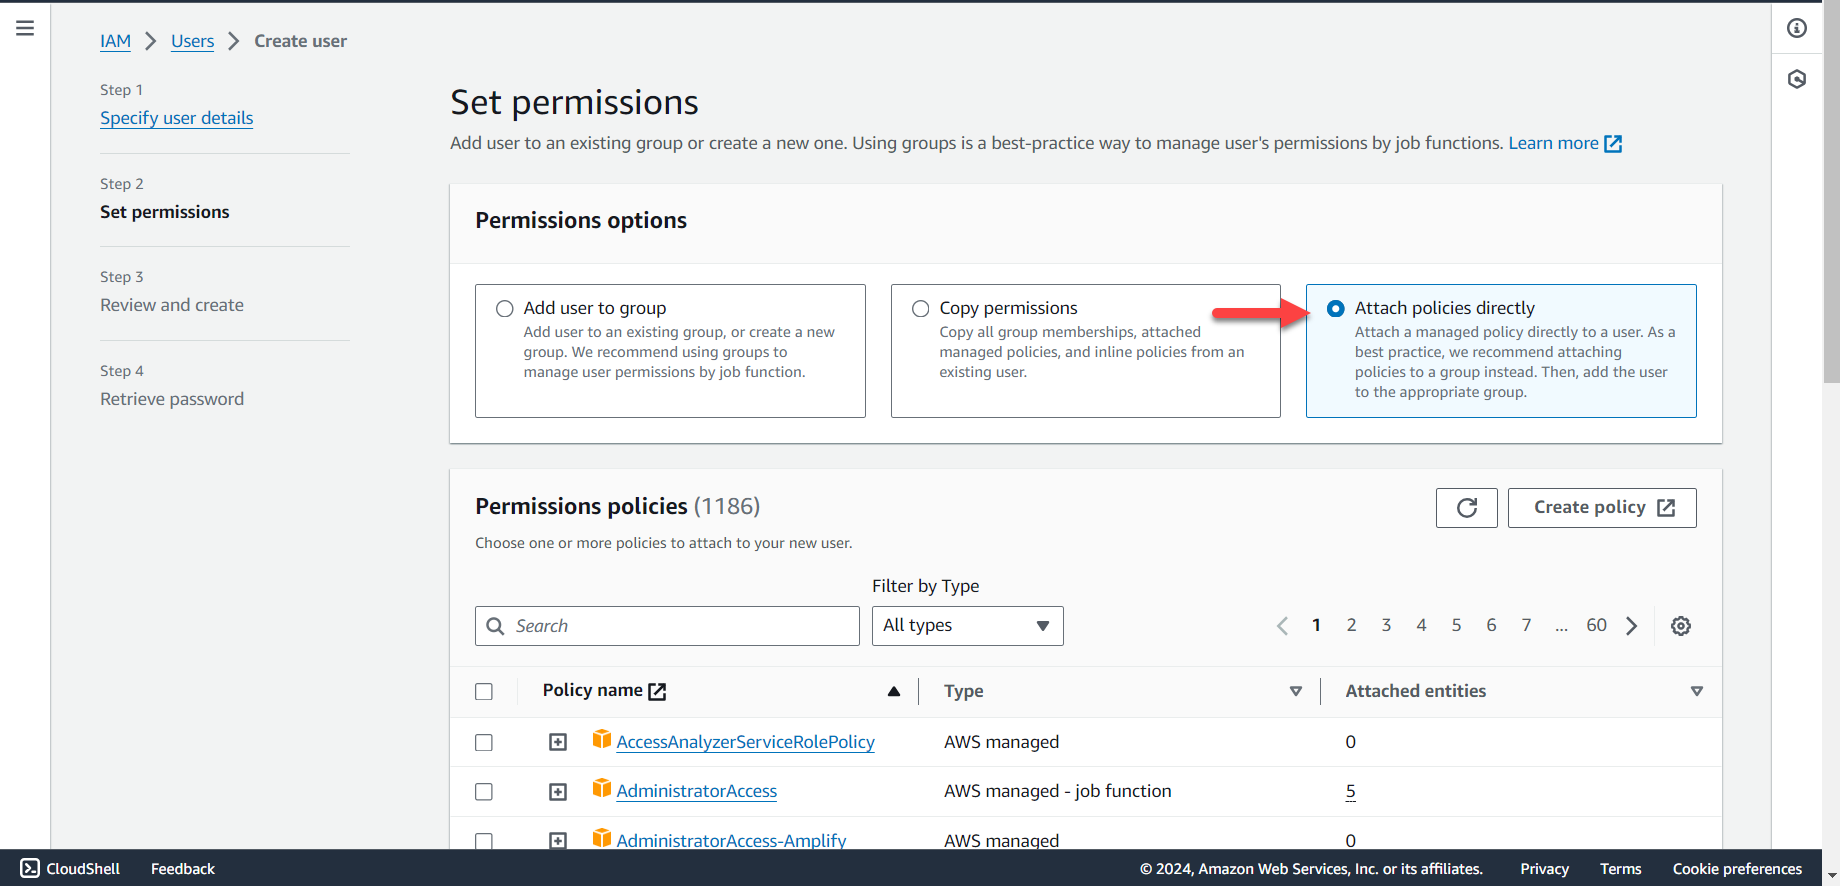 IAM > Users > Create user
Step 1
Specify user details
Step 2
Set permissions
Step 3
Review and create
Step 4
Retrieve password
Set permissions
Add user to an existing group or create a new one. Using groups is a best-practice way to manage user's permissions by job functions. Learn more
Permissions options
Add user to group
Add user to an existing group, or create a new
group. We recommend using groups to
manage user permissions by job function.
Copy permissions
Copy all group memberships, attached
managed policies, and inline policies from an
existing user.
Attach policies directly
Attach a managed policy directly to a user. As a
best practice, we recommend attaching
policies to a group instead. Then, add the user
to the appropriate group.
Permissions policies (1186)
Create policy
Choose one or more policies to attach to your new user.
Filter by Type
Search
All types
1 2 3 4 5 6 7 ... 60
Policy name Type Attached entities
AccessAnalyzerServiceRolePolicy AWS managed 0
AdministratorAccess AWS managed - job function 5
AdministratorAccess-Amplify AWS managed 0
CloudShell Feedback © 2024, Amazon Web Services, Inc. or its affiliates. Privacy Terms Cookie preferences